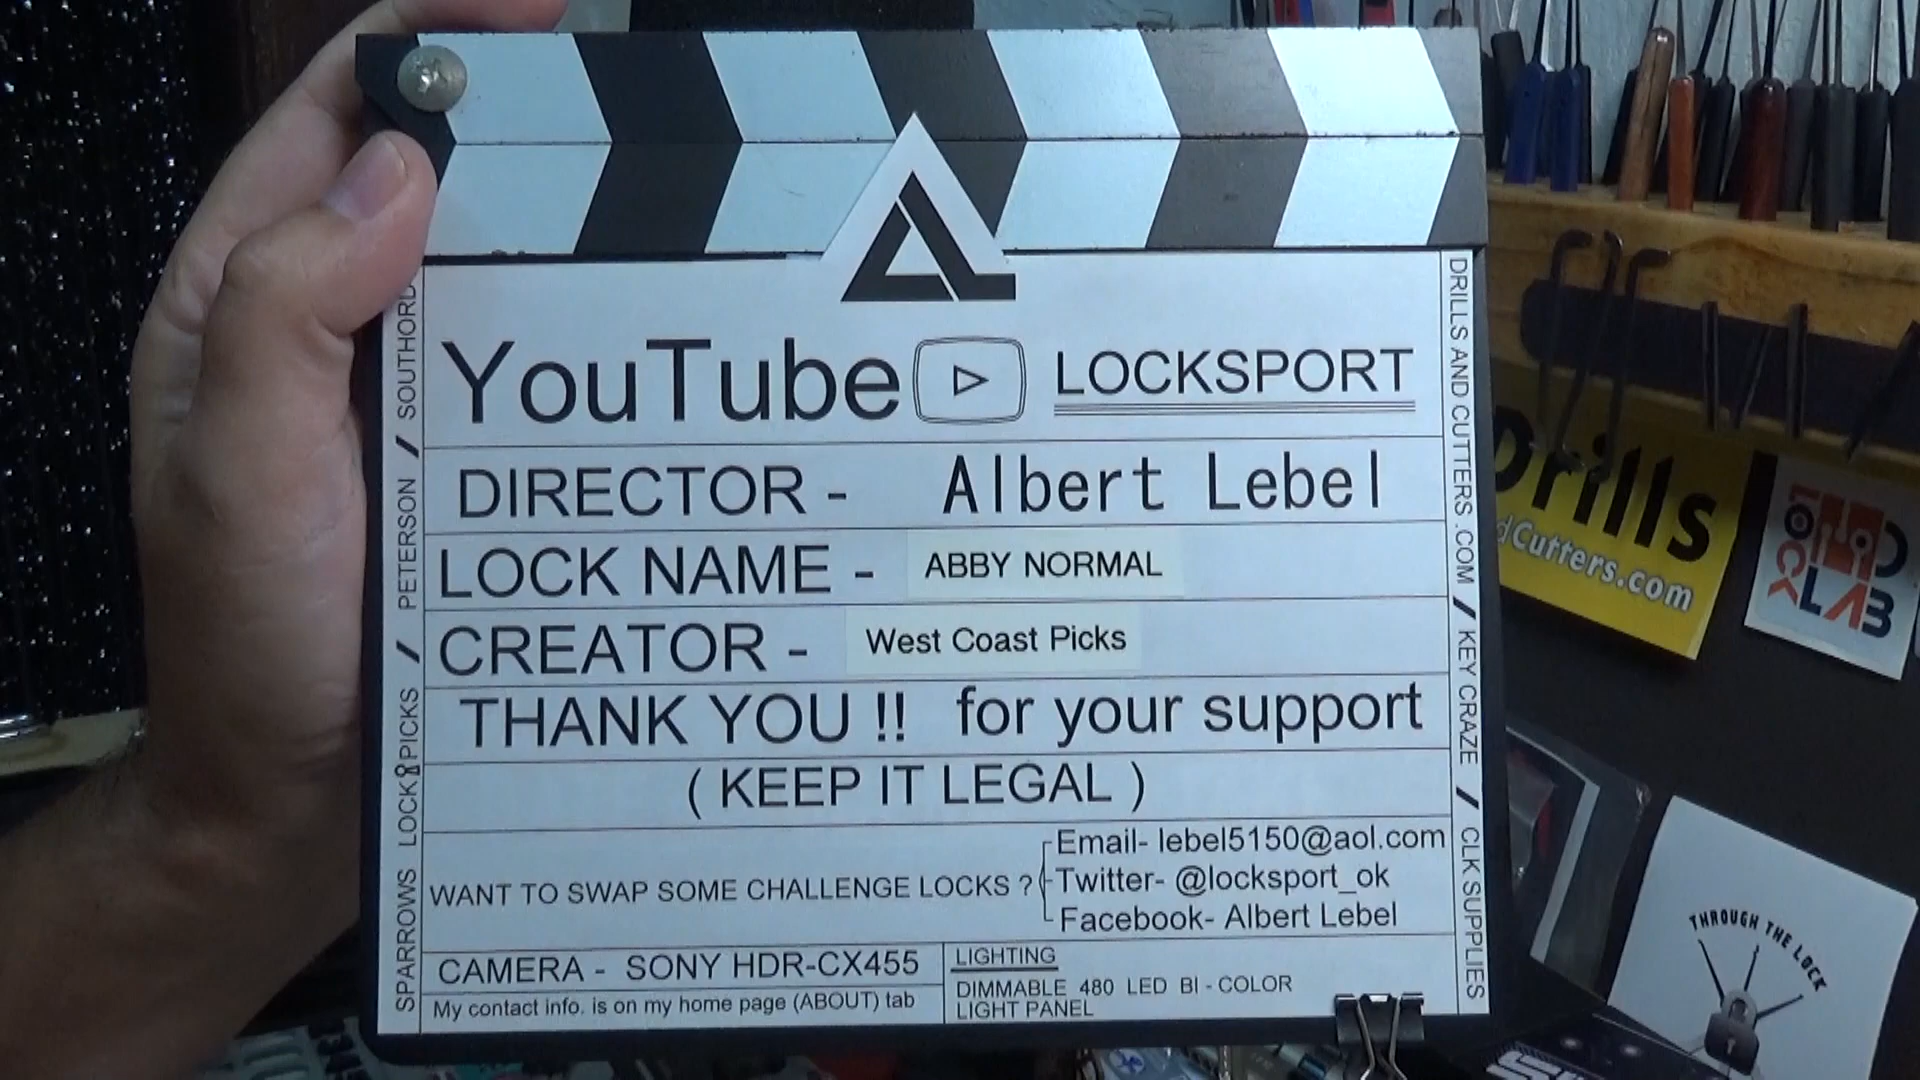 YouTube LOCKSPORT
DIRECTOR - Albert Lebel
LOCK NAME - ABBY NORMAL
CREATOR - West Coast Picks
THANK YOU !! for your support
( KEEP IT LEGAL )
WANT TO SWAP SOME CHALLENGE LOCKS ?
Email- lebel5150@aol.com
Twitter- @locksport_ok
Facebook- Albert Lebel
CAMERA - SONY HDR-CX455
My contact info. is on my home page (ABOUT) tab
LIGHTING
DIMMABLE 480 LED BI - COLOR
LIGHT PANEL
SPARROWS LOCK PICKS / PETERSON / SOUTHORD
DRILLS AND CUTTERS .COM / KEY CRAZE / CLK SUPPLIES
Drills
dCutters.com
LOCK
LAB
THROUGH THE LOCK